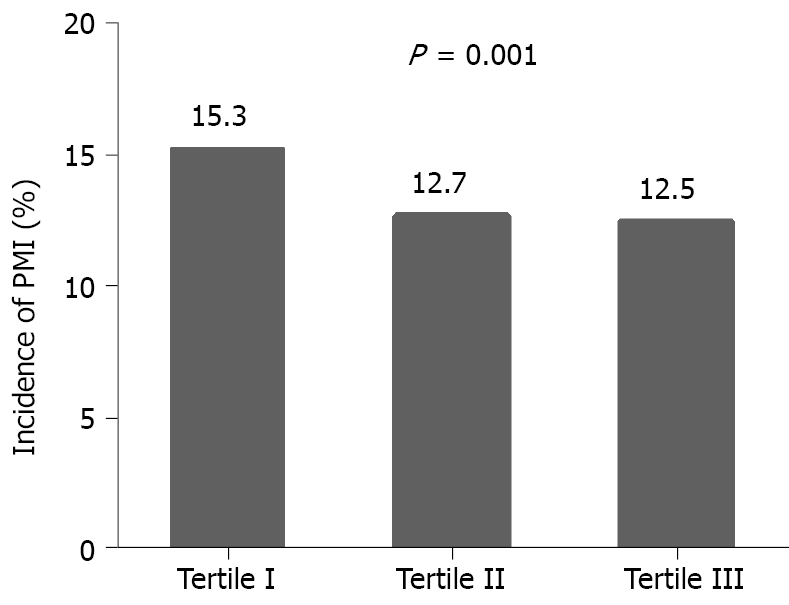 P = 0.001
20
15
10
5
0
Incidence of PMI (%)
15.3
12.7
12.5
Tertile I
Tertile II
Tertile III